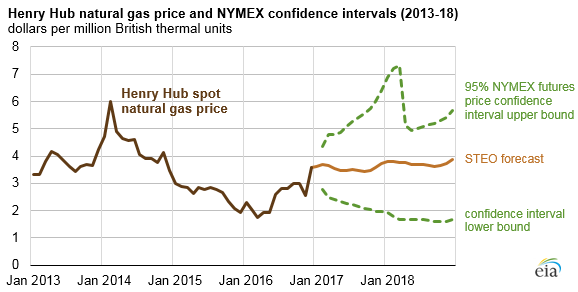 Henry Hub natural gas price and NYMEX confidence intervals (2013-18)
dollars per million British thermal units
8
7
6
5
4
3
2
1
0
Henry Hub spot
natural gas price
95% NYMEX futures
price confidence
interval upper bound
STEO forecast
confidence interval
lower bound
Jan 2013 Jan 2014 Jan 2015 Jan 2016 Jan 2017 Jan 2018
eia